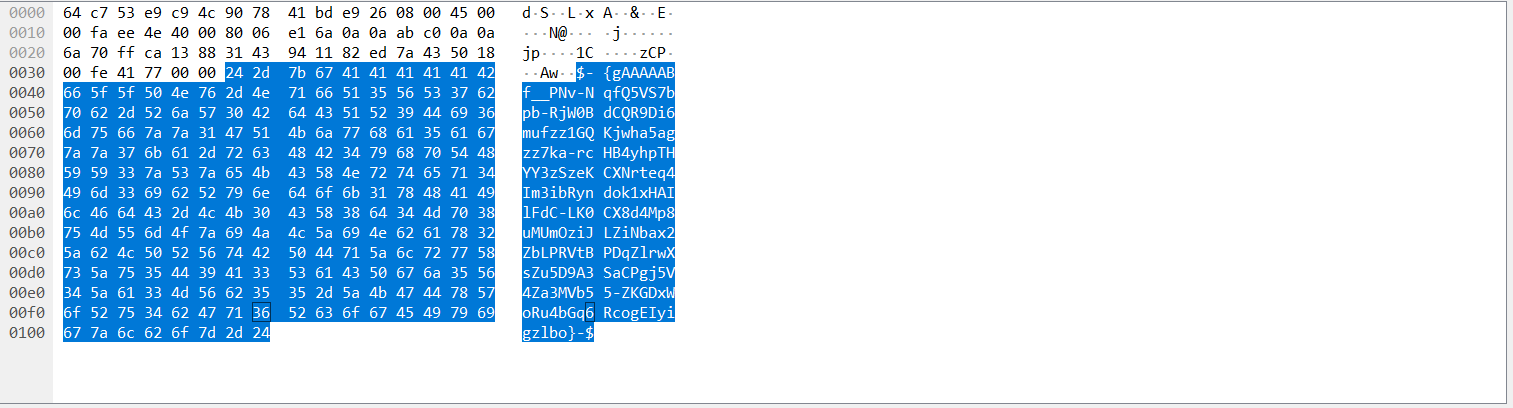 0000 64 c7 53 e9 c9 4c 90 78 41 bd e9 26 08 00 45 00 d·S··L·x A··&··E·
0010 00 fa ee 4e 40 00 80 06 e1 6a 0a 0a ab c0 0a 0a ···N@··· ·j······
0020 6a 70 ff ca 13 88 31 43 94 11 82 ed 7a 43 50 18 jp····1C ····zCP·
0030 00 fe 41 77 00 00 24 2d 7b 67 41 41 41 41 41 42 ··Aw··$- {gAAAAAB
0040 66 5f 5f 50 4e 76 2d 4e 71 66 51 35 56 53 37 62 f__PNv-N qfQ5VS7b
0050 70 62 2d 52 6a 57 30 42 64 43 51 52 39 44 69 36 pb-RjW0B dCQR9Di6
0060 6d 75 66 7a 7a 31 47 51 4b 6a 77 68 61 35 61 67 mufzz1GQ Kjwha5ag
0070 7a 7a 37 6b 61 2d 72 63 48 42 34 79 68 70 54 48 zz7ka-rc HB4yhpTH
0080 59 59 33 7a 53 7a 65 4b 43 58 4e 72 74 65 71 34 YY3zSzeK CXNrteq4
0090 49 6d 33 69 62 52 79 6e 64 6f 6b 31 78 48 41 49 Im3ibRyn dok1xHAI
00a0 6c 46 64 43 2d 4c 4b 30 43 58 38 64 34 4d 70 38 lFdC-LK0 CX8d4Mp8
00b0 75 4d 55 6d 4f 7a 69 4a 4c 5a 69 4e 62 61 78 32 uMUmOziJ LZiNbax2
00c0 5a 62 4c 50 52 56 74 42 50 44 71 5a 6c 72 77 58 ZbLPRVtB PDqZlrwX
00d0 73 5a 75 35 44 39 41 33 53 61 43 50 67 6a 35 56 sZu5D9A3 SaCPgj5V
00e0 34 5a 61 33 4d 56 62 35 35 2d 5a 4b 47 44 78 57 4Za3MVb5 5-ZKGDxW
00f0 6f 52 75 34 62 47 71 36 52 63 6f 67 45 49 79 69 oRu4bGq6 RcogEIyi
0100 67 7a 6c 62 6f 7d 2d 24 gzlbo}-$